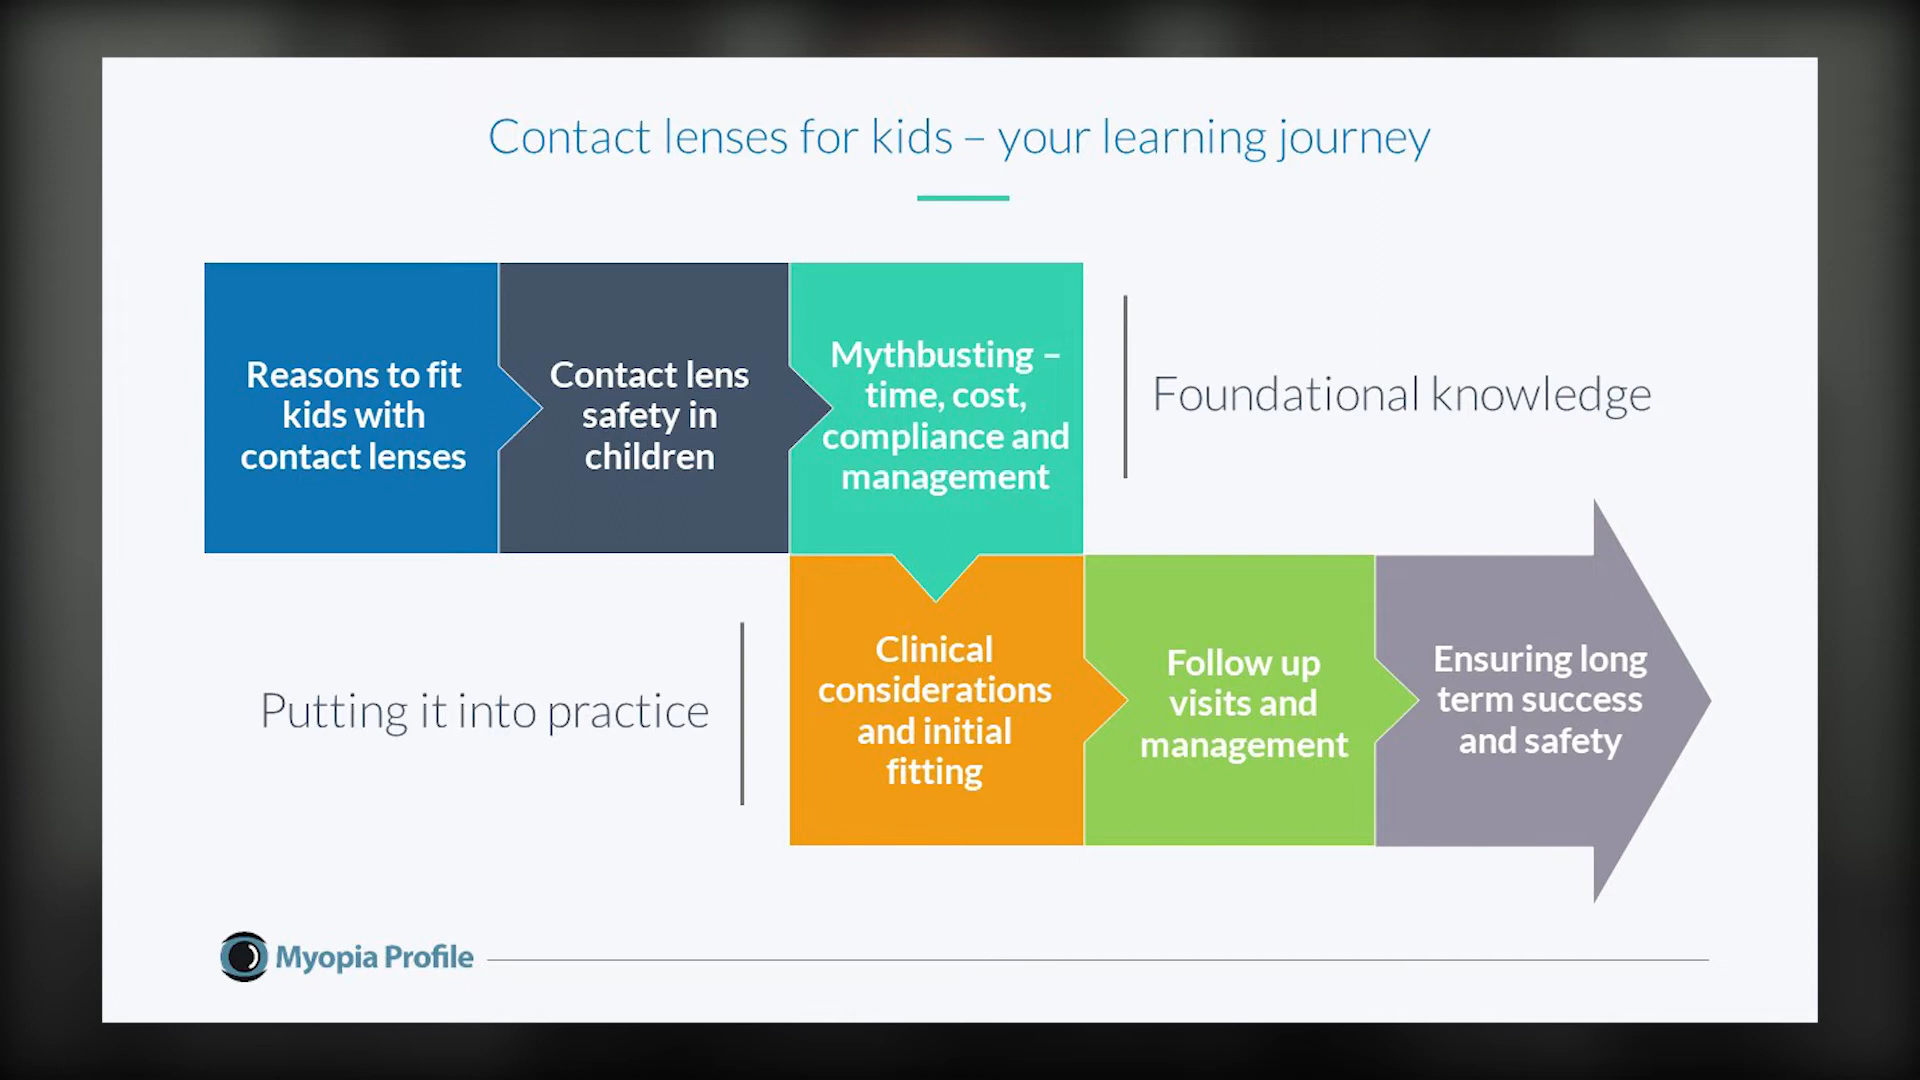 Contact lenses for kids – your learning journey
Reasons to fit
kids with
contact lenses
Contact lens
safety in
children
Mythbusting –
time, cost,
compliance and
management
Foundational knowledge
Putting it into practice
Clinical
considerations
and initial
fitting
Follow up
visits and
management
Ensuring long
term success
and safety
Myopia Profile